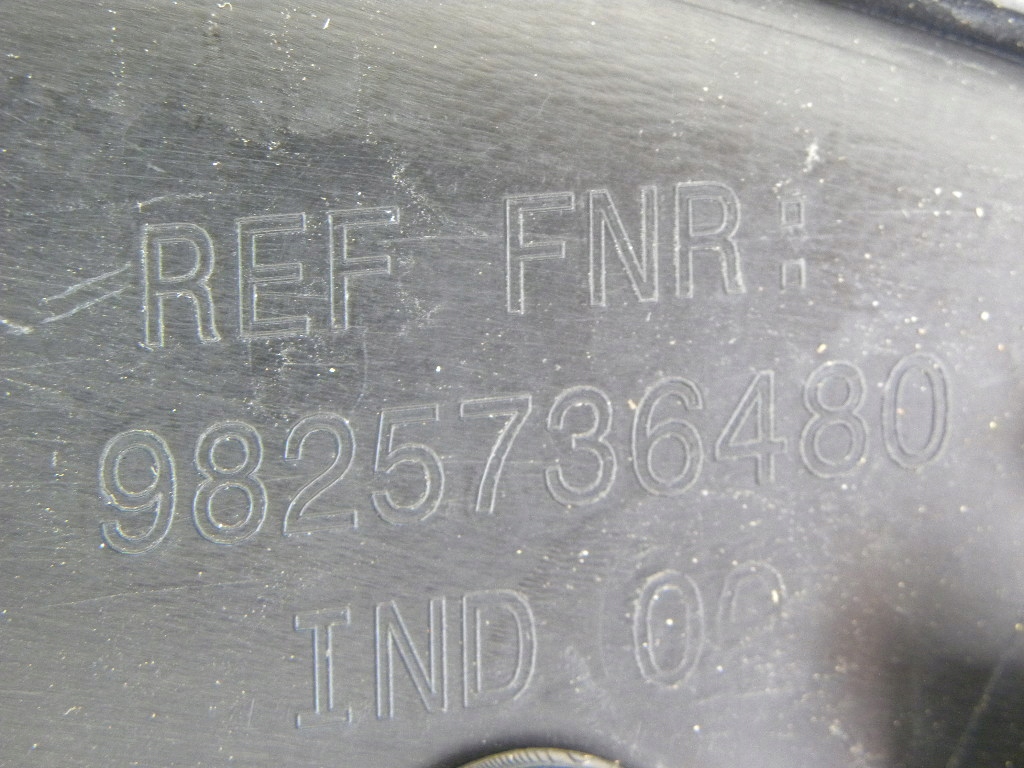 REF FNR:
9825736480
IND